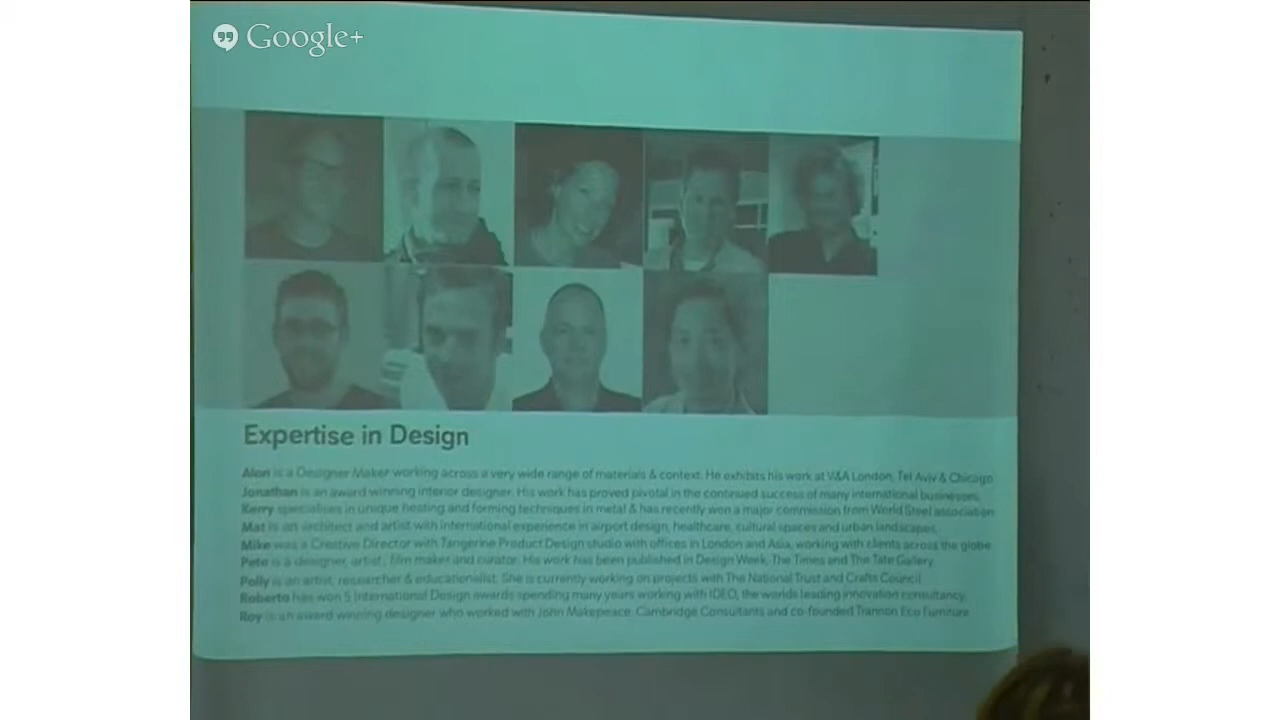 Google+
Expertise in Design
Alon is a Designer Maker working across a very wide range of materials & context. He exhibits his work at V&A London, Tel Aviv & Chicago
Jonathan is an award winning interior designer. His work has proved pivotal in the continued success of many international businesses.
Kerry specialises in unique heating and forming techniques in metal & has recently won a major commission from World Steel association
Mat is an architect and artist with international experience in airport design, healthcare, cultural spaces and urban landscapes.
Mike was a Creative Director with Tangerine Product Design studio with offices in London and Asia, working with clients across the globe
Pete is a designer, artist, film maker and curator. His work has been published in Design Week, The Times and The Tate Gallery
Polly is an artist, researcher & educationalist. She is currently working on projects with The National Trust and Crafts Council
Roberto has won 5 International Design awards spending many years working with IDEO, the worlds leading innovation consultancy.
Roy is an award winning designer who worked with John Makepeace, Cambridge Consultants and co-founded Trannon Eco Furniture